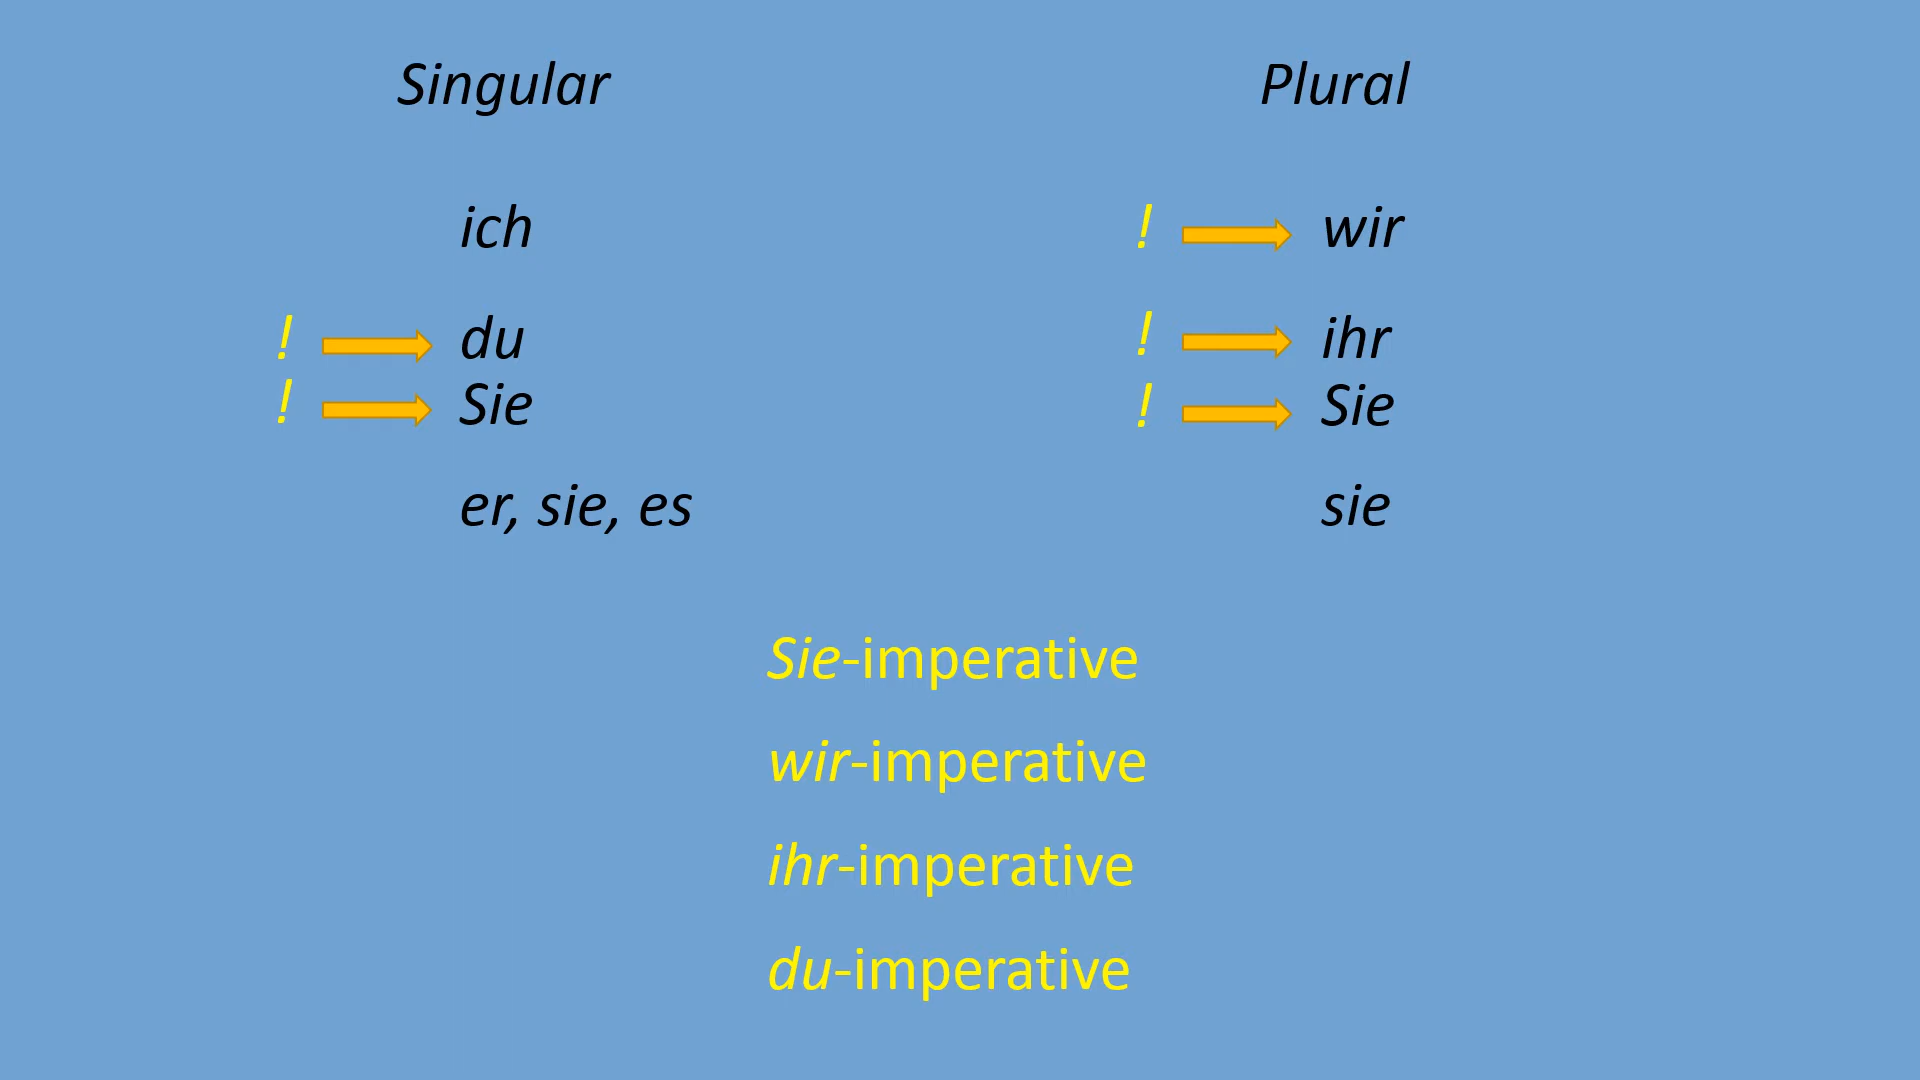 Singular
ich
! du
! Sie
er, sie, es
Plural
! wir
! ihr
! Sie
sie
Sie-imperative
wir-imperative
ihr-imperative
du-imperative